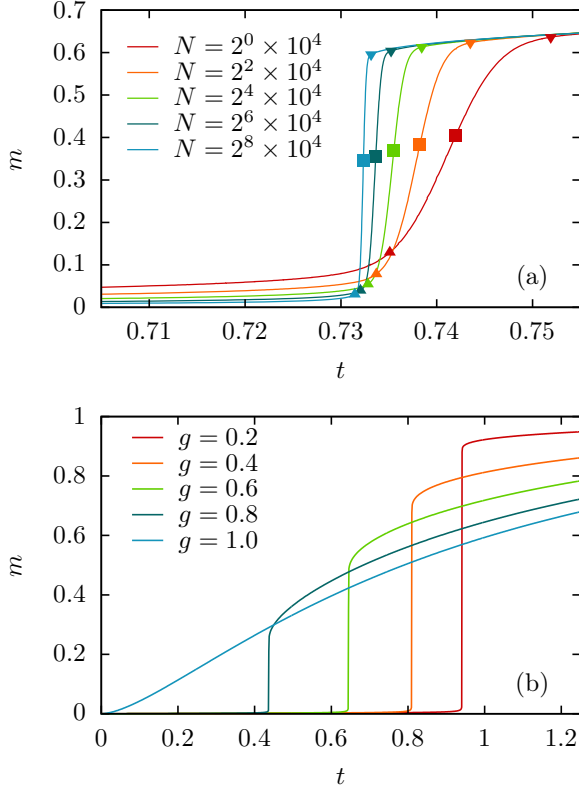 0.7
0.6
0.5
0.4
0.3
0.2
0.1
0
m
N = 2^0 × 10^4
N = 2^2 × 10^4
N = 2^4 × 10^4
N = 2^6 × 10^4
N = 2^8 × 10^4
(a)
0.71 0.72 0.73 0.74 0.75
t
1
0.8
0.6
0.4
0.2
0
m
g = 0.2
g = 0.4
g = 0.6
g = 0.8
g = 1.0
(b)
0 0.2 0.4 0.6 0.8 1 1.2
t